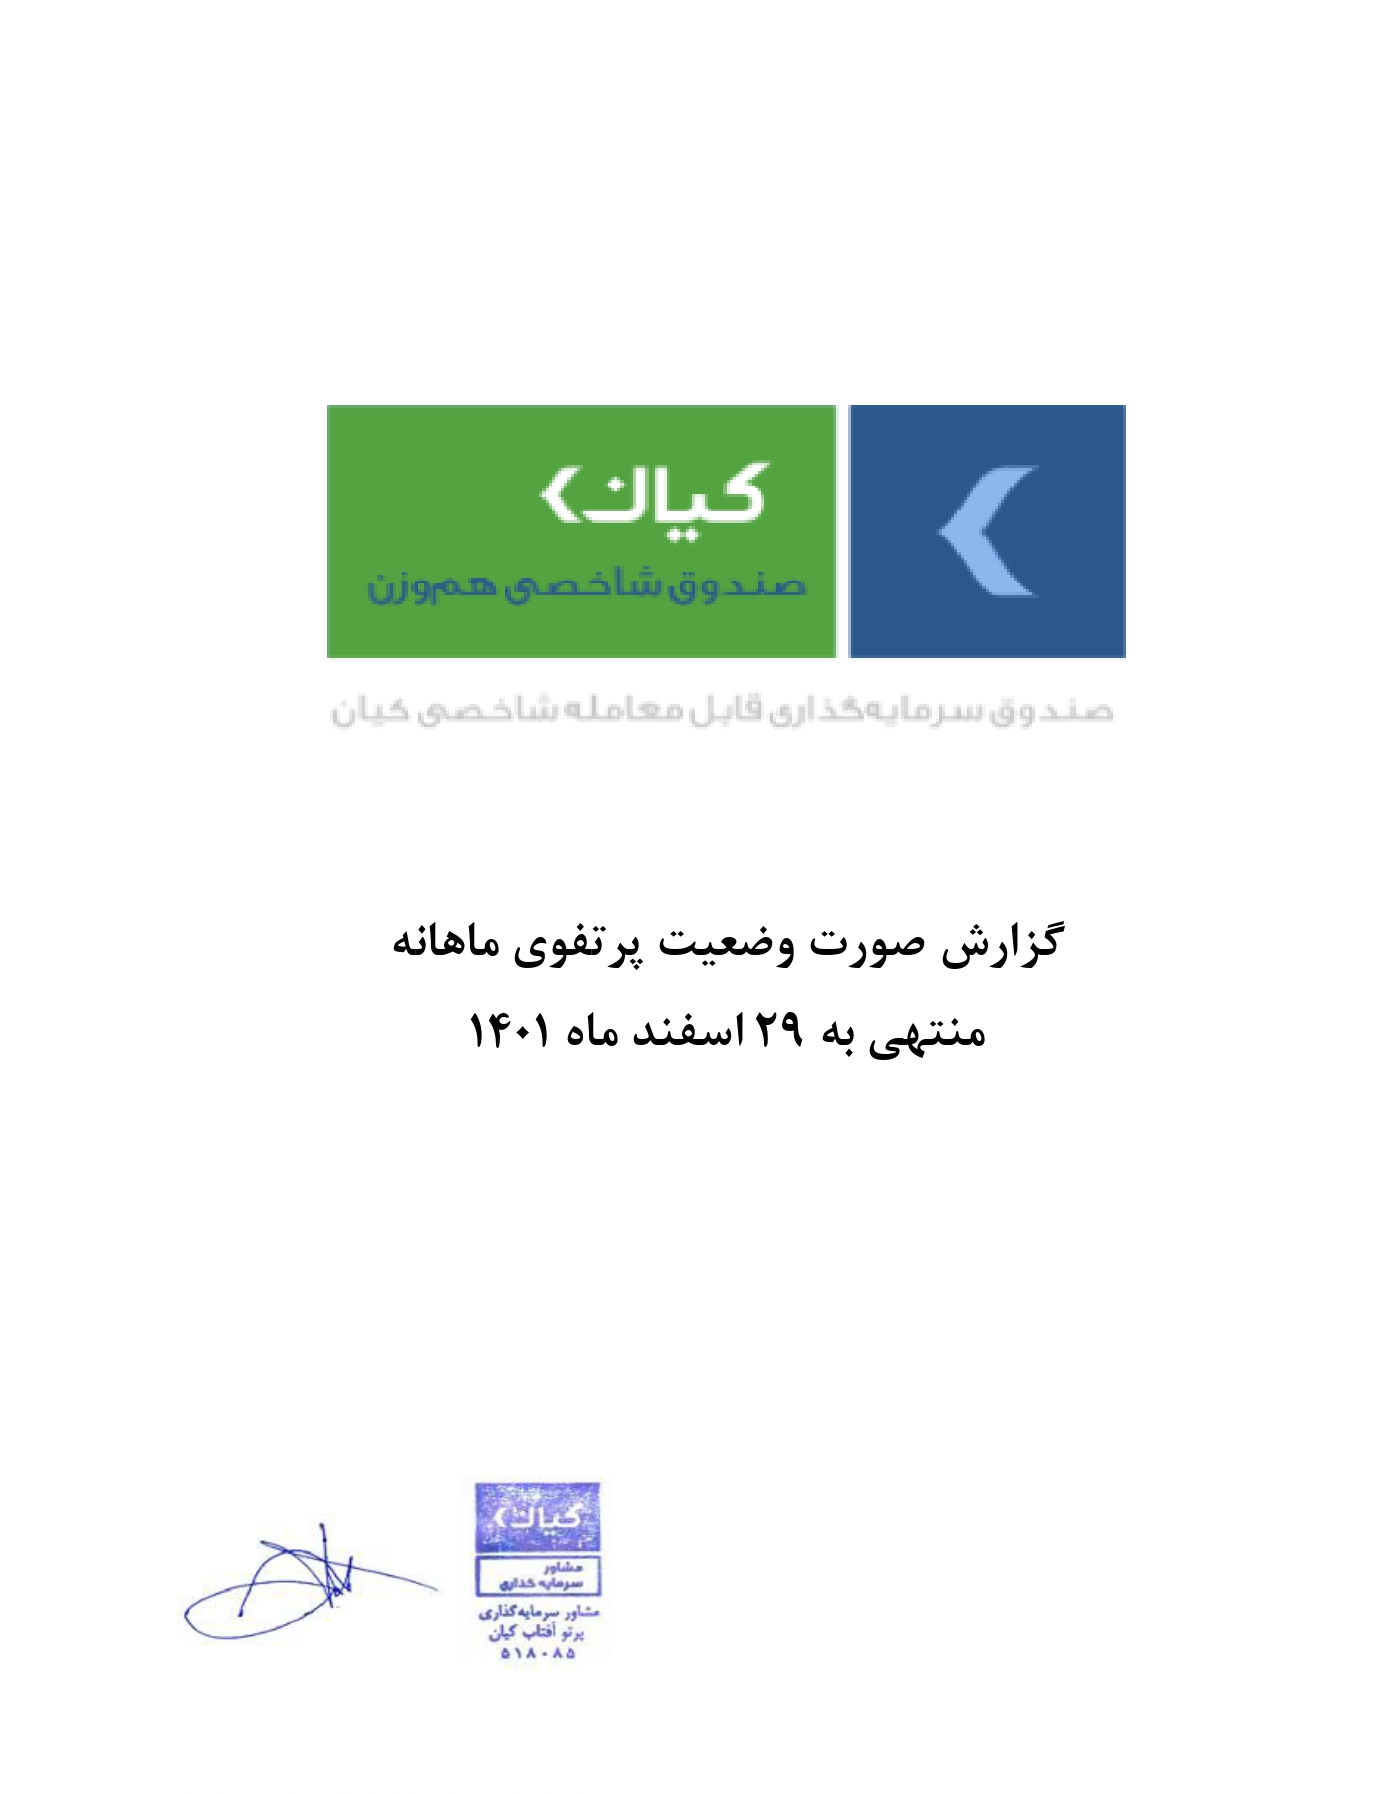 کیان
صندوق شاخصی هم‌وزن
صندوق سرمایه‌گذاری قابل معامله شاخصی کیان
گزارش صورت وضعیت پرتفوی ماهانه
منتهی به ۲۹ اسفند ماه ۱۴۰۱
کیان
مشاور
سرمایه گذاری
مشاور سرمایه‌گذاری
پرتو آفتاب کیان
۵۱۸۰۸۵